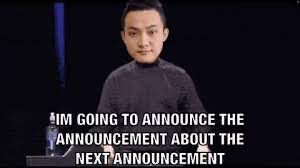 IM GOING TO ANNOUNCE THE
ANNOUNCEMENT ABOUT THE
NEXT ANNOUNCEMENT